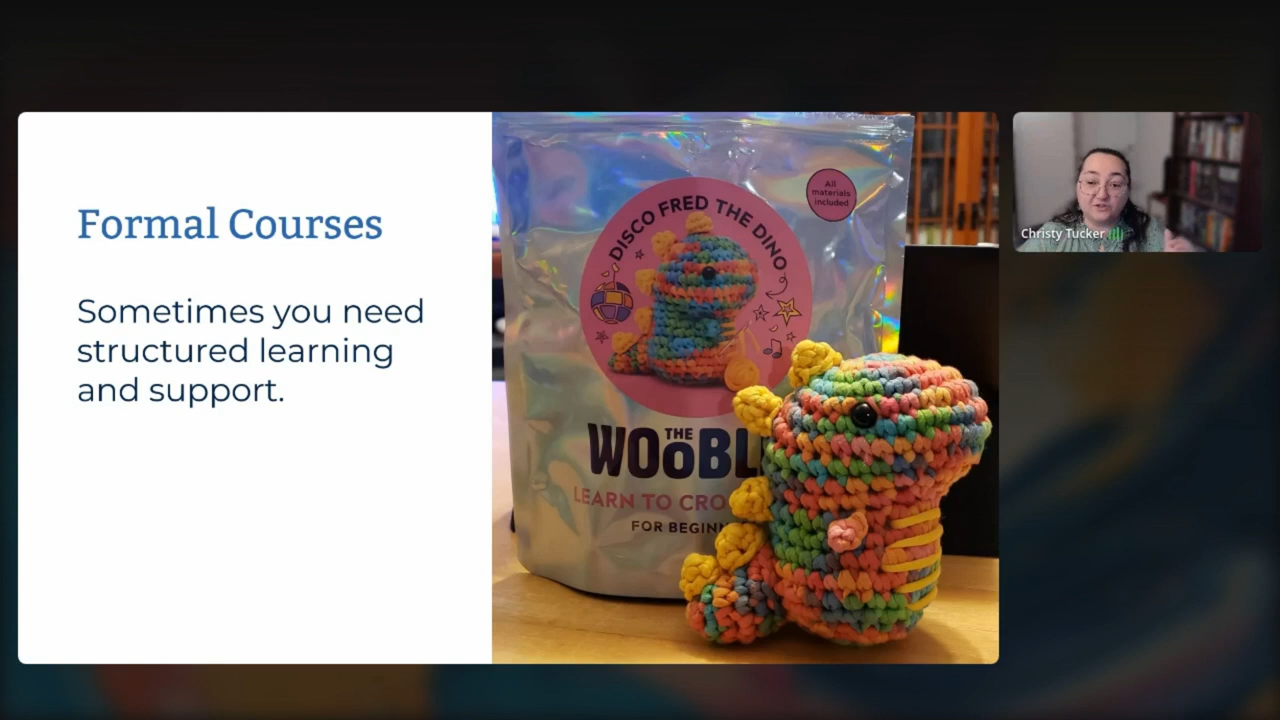 Formal Courses
Sometimes you need
structured learning
and support.
All
materials
included
DISCO FRED THE DINO
THE
WOOBL
LEARN TO CRO
FOR BEGINN
Christy Tucker